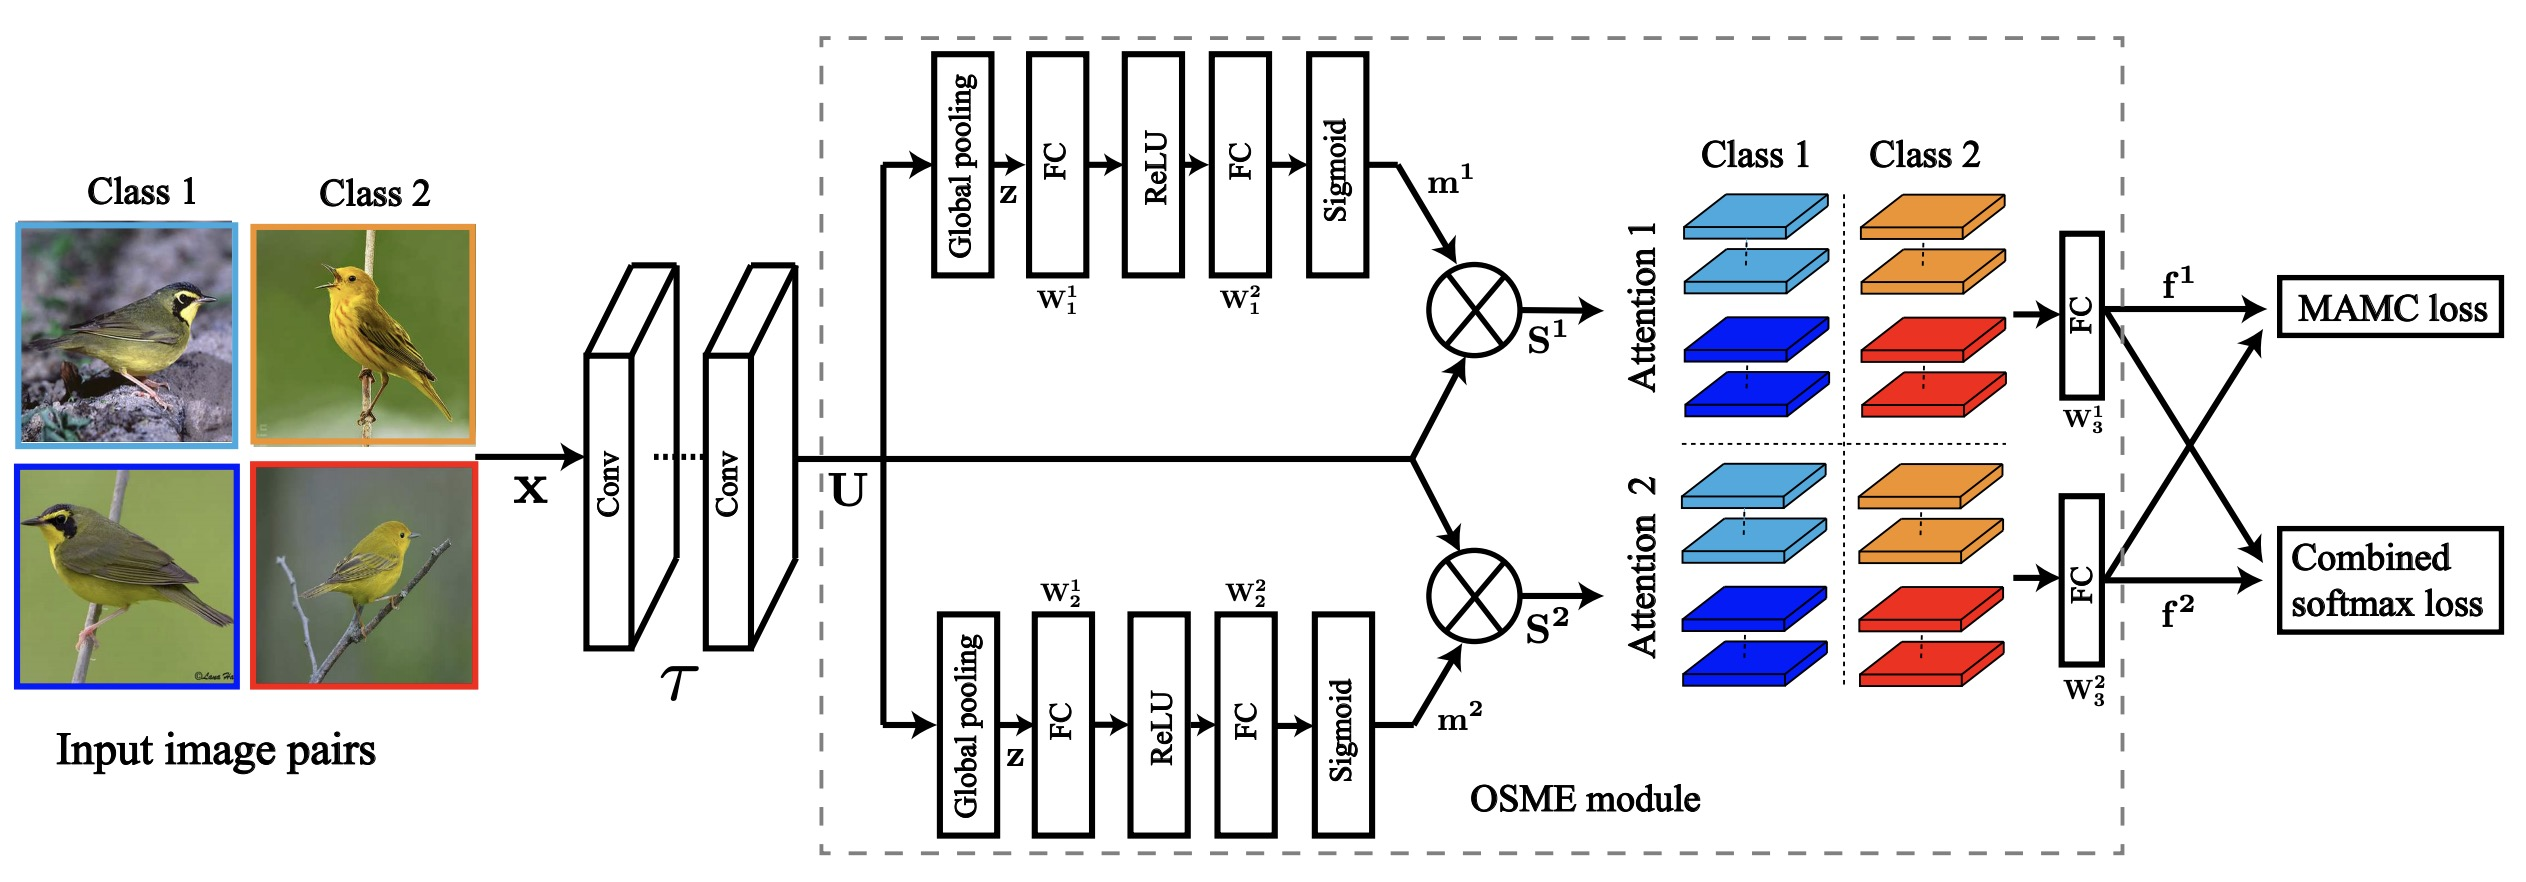 Class 1
Class 2
©Lana Ha
Input image pairs
x
Conv
Conv
τ
U
Global pooling
z
FC
W₁¹
ReLU
FC
W₁²
Sigmoid
m¹
S¹
Global pooling
z
FC
W₂¹
ReLU
FC
W₂²
Sigmoid
m²
S²
OSME module
Class 1
Class 2
Attention 1
Attention 2
FC
W₃¹
FC
W₃²
f¹
f²
MAMC loss
Combined
softmax loss